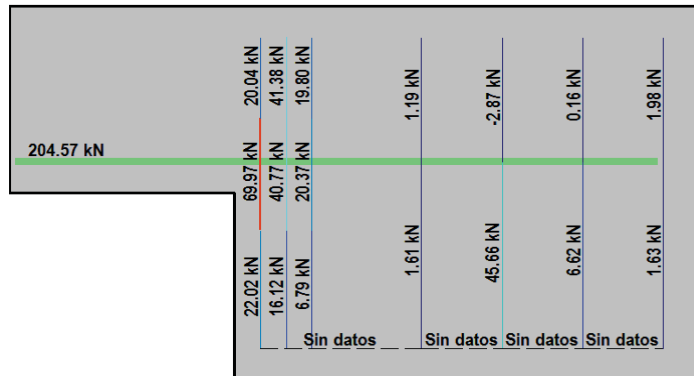 20.04 kN
41.38 kN
19.80 kN
1.19 kN
-2.87 kN
0.16 kN
1.98 kN
204.57 kN
69.97 kN
40.77 kN
20.37 kN
22.02 kN
16.12 kN
6.79 kN
1.61 kN
45.66 kN
6.62 kN
1.63 kN
Sin datos
Sin datos
Sin datos
Sin datos